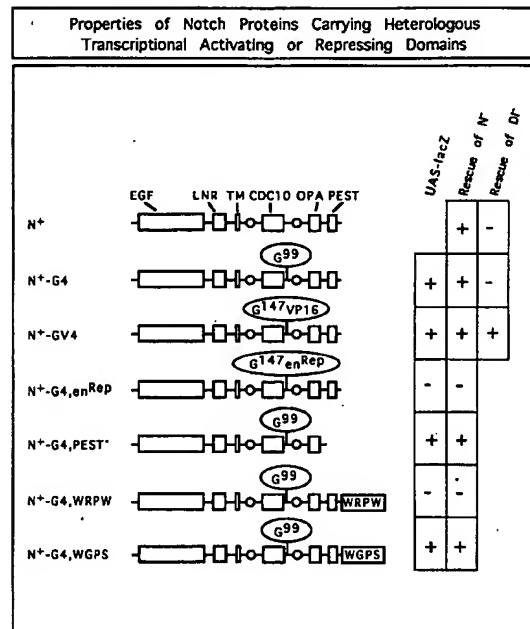 Properties of Notch Proteins Carrying Heterologous
Transcriptional Activating or Repressing Domains
UAS-lacZ
Rescue of N⁻
Rescue of Dl⁻
EGF LNR TM CDC10 OPA PEST
N⁺ + -
G⁹⁹
N⁺-G4 + + -
G¹⁴⁷VP16
N⁺-GV4 + + +
G¹⁴⁷enRep
N⁺-G4,enRep - -
G⁹⁹
N⁺-G4,PEST⁻ + +
G⁹⁹
N⁺-G4,WRPW WRPW - -
G⁹⁹
N⁺-G4,WGPS WGPS + +